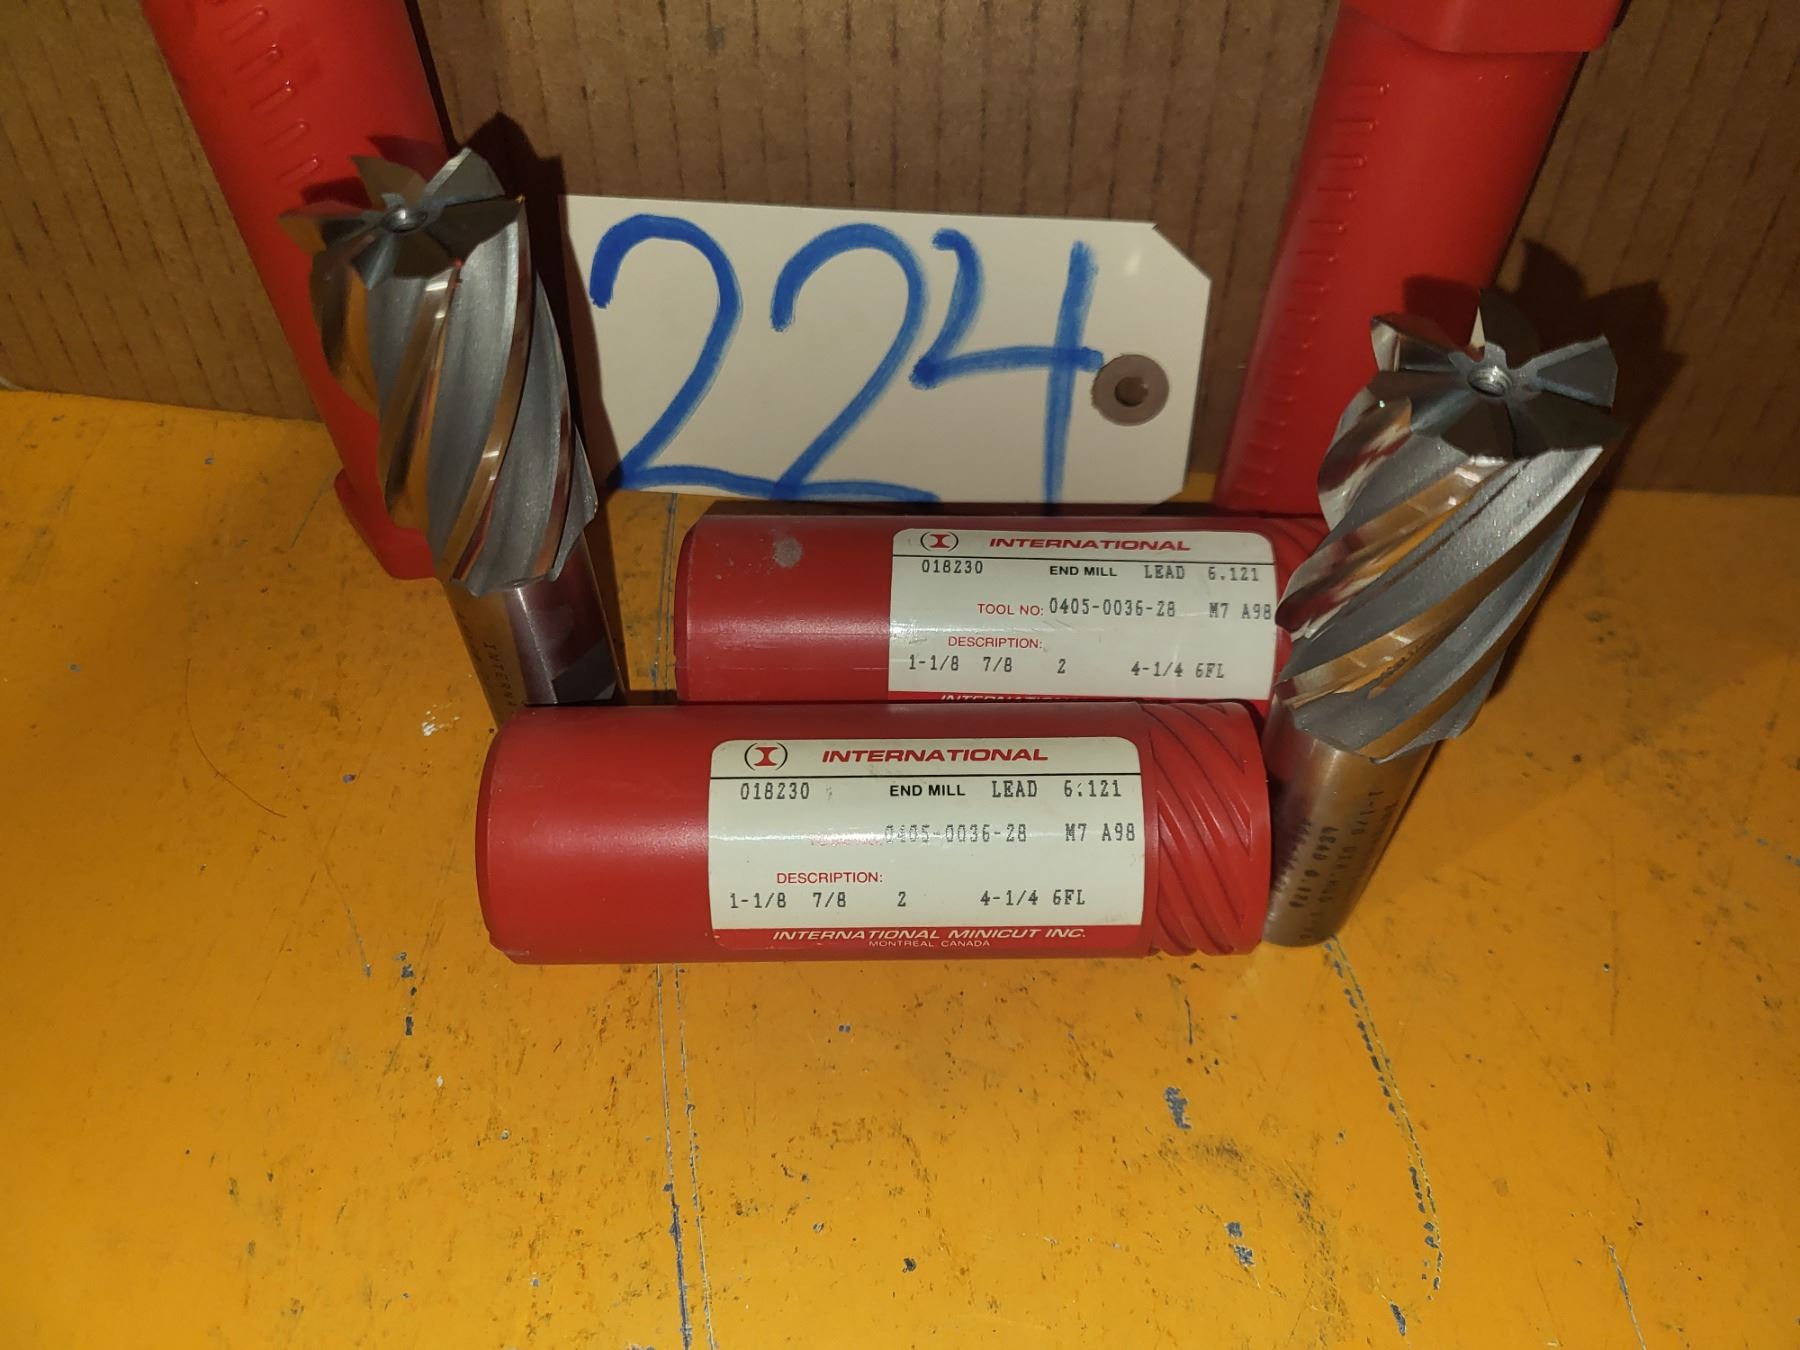 224
INTERNATIONAL
018230 END MILL LEAD 6.121
TOOL NO: 0405-0036-28 M7 A98
DESCRIPTION:
1-1/8 7/8 2 4-1/4 6FL
INTERNATIONAL
018230 END MILL LEAD 6.121
0405-0036-28 M7 A98
DESCRIPTION:
1-1/8 7/8 2 4-1/4 6FL
INTERNATIONAL MINICUT INC.
MONTREAL, CANADA